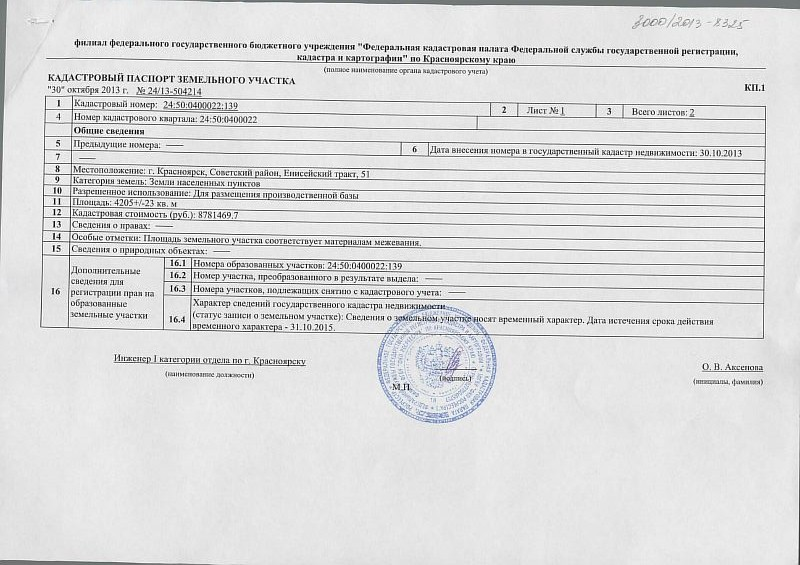 3000/2013-8325
филиал федерального государственного бюджетного учреждения "Федеральная кадастровая палата Федеральной службы государственной регистрации,
кадастра и картографии" по Красноярскому краю
(полное наименование органа кадастрового учета)
КАДАСТРОВЫЙ ПАСПОРТ ЗЕМЕЛЬНОГО УЧАСТКА
"30" октября 2013 г. № 24/13-504214 КП.1
1 Кадастровый номер: 24:50:0400022:139 2 Лист № 1 3 Всего листов: 2
4 Номер кадастрового квартала: 24:50:0400022
Общие сведения
5 Предыдущие номера: —— 6 Дата внесения номера в государственный кадастр недвижимости: 30.10.2013
7 ——
8 Местоположение: г. Красноярск, Советский район, Енисейский тракт, 51
9 Категория земель: Земли населенных пунктов
10 Разрешенное использование: Для размещения производственной базы
11 Площадь: 4205+/-23 кв. м
12 Кадастровая стоимость (руб.): 8781469.7
13 Сведения о правах: ——
14 Особые отметки: Площадь земельного участка соответствует материалам межевания.
15 Сведения о природных объектах: ——
16 Дополнительные
сведения для
регистрации прав на
образованные
земельные участки
16.1 Номера образованных участков: 24:50:0400022:139
16.2 Номер участка, преобразованного в результате выдела: ——
16.3 Номера участков, подлежащих снятию с кадастрового учета: ——
16.4 Характер сведений государственного кадастра недвижимости
(статус записи о земельном участке): Сведения о земельном участке носят временный характер. Дата истечения срока действия
временного характера - 31.10.2015.
Инженер I категории отдела по г. Красноярску О. В. Аксенова
(наименование должности) (подпись) (инициалы, фамилия)
М.П.